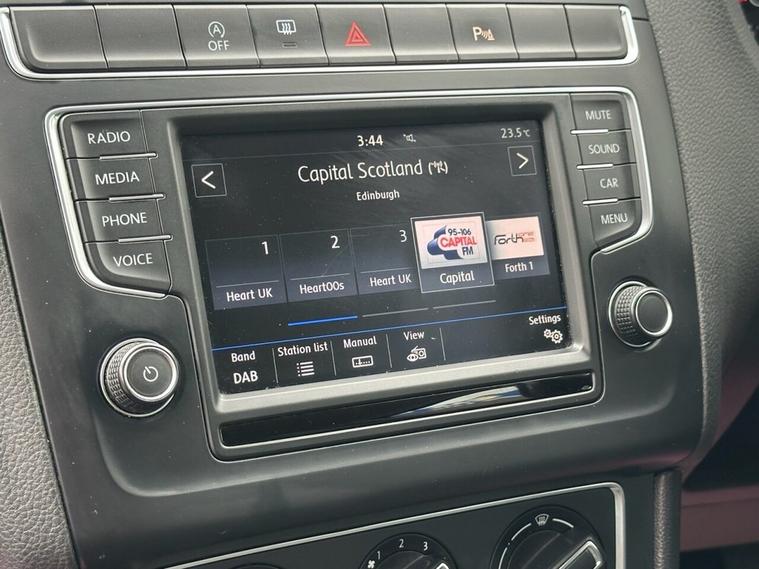 A OFF
P
RADIO
MEDIA
PHONE
VOICE
MUTE
SOUND
CAR
MENU
3:44
23.5°C
< Capital Scotland >
Edinburgh
1 2 3
95-106
CAPITAL
FM
Forth one
Heart UK Heart00s Heart UK Capital Forth 1
Settings
Band Station list Manual View
DAB
1 2 3